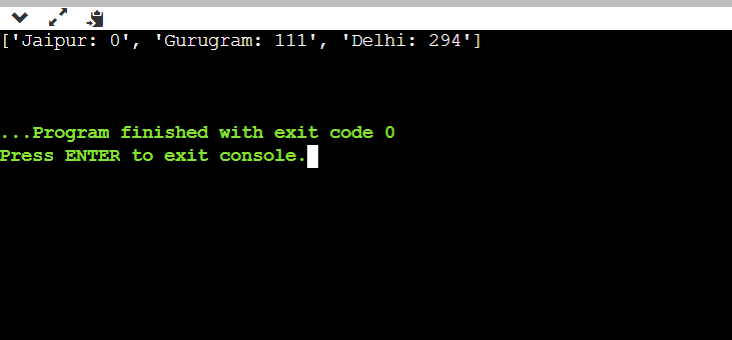 ['Jaipur: 0', 'Gurugram: 111', 'Delhi: 294']
...Program finished with exit code 0
Press ENTER to exit console.